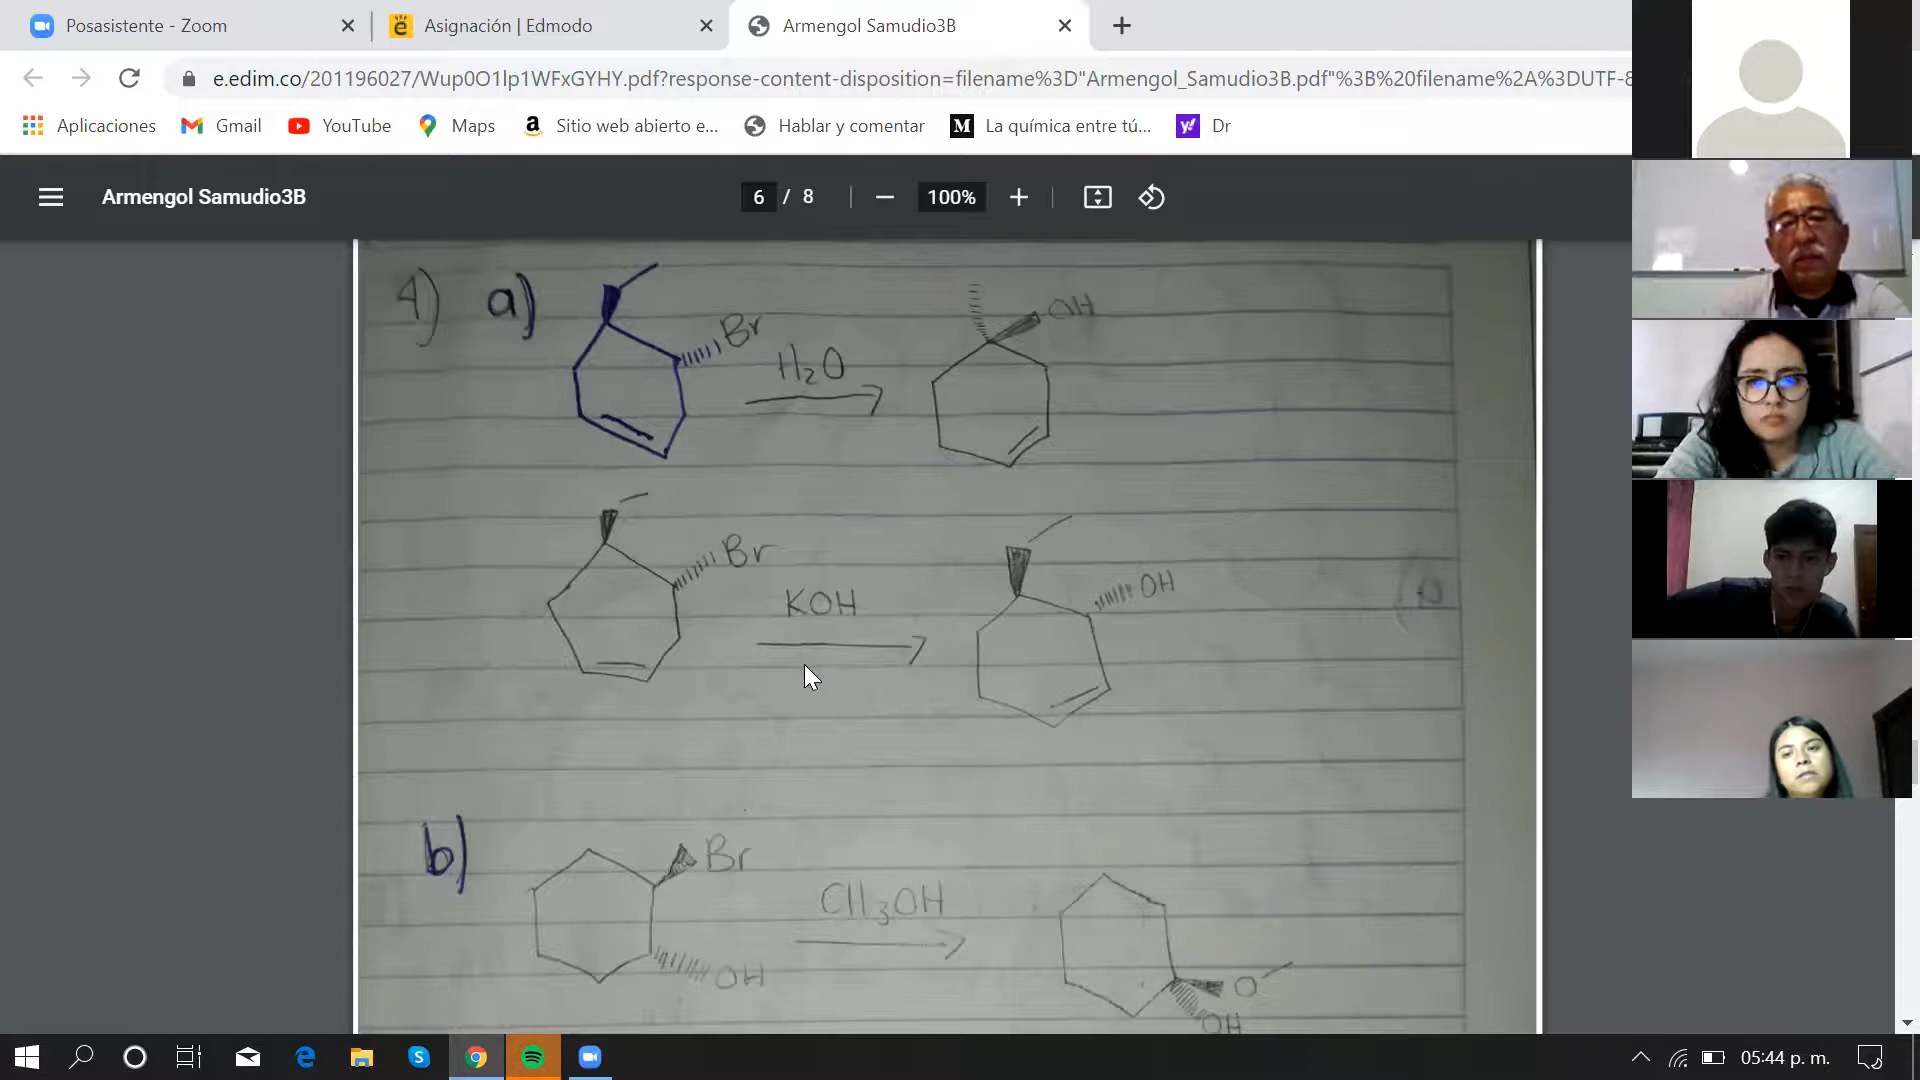 Posasistente - Zoom
Asignación | Edmodo
Armengol Samudio3B
e.edim.co/201196027/Wup0O1lp1WFxGYHY.pdf?response-content-disposition=filename%3D"Armengol_Samudio3B.pdf"%3B%20filename%2A%3DUTF-8
Aplicaciones
Gmail
YouTube
Maps
Sitio web abierto e...
Hablar y comentar
M
La química entre tú...
Dr
Armengol Samudio3B
6 / 8
100%
4) a)
Br
H₂O
OH
Br
KOH
OH
b)
Br
CH₃OH
OH
O
OH
05:44 p. m.